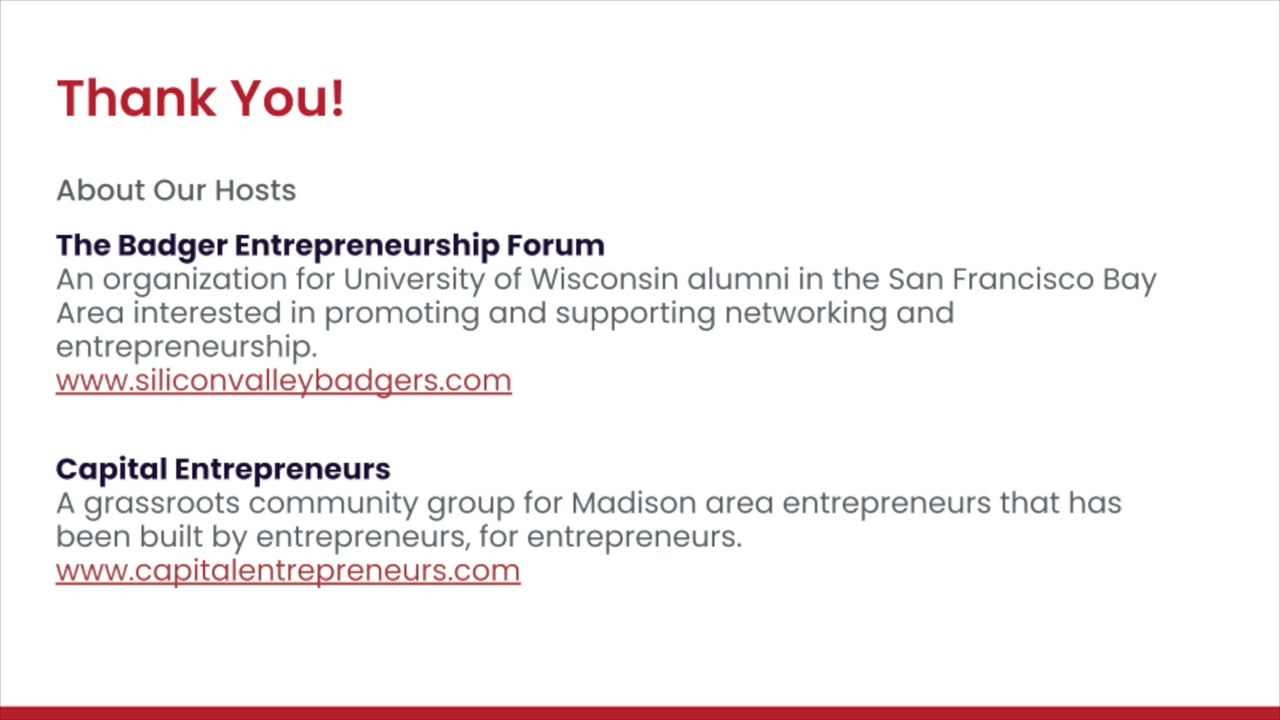 Thank You!
About Our Hosts
The Badger Entrepreneurship Forum
An organization for University of Wisconsin alumni in the San Francisco Bay
Area interested in promoting and supporting networking and
entrepreneurship.
www.siliconvalleybadgers.com
Capital Entrepreneurs
A grassroots community group for Madison area entrepreneurs that has
been built by entrepreneurs, for entrepreneurs.
www.capitalentrepreneurs.com